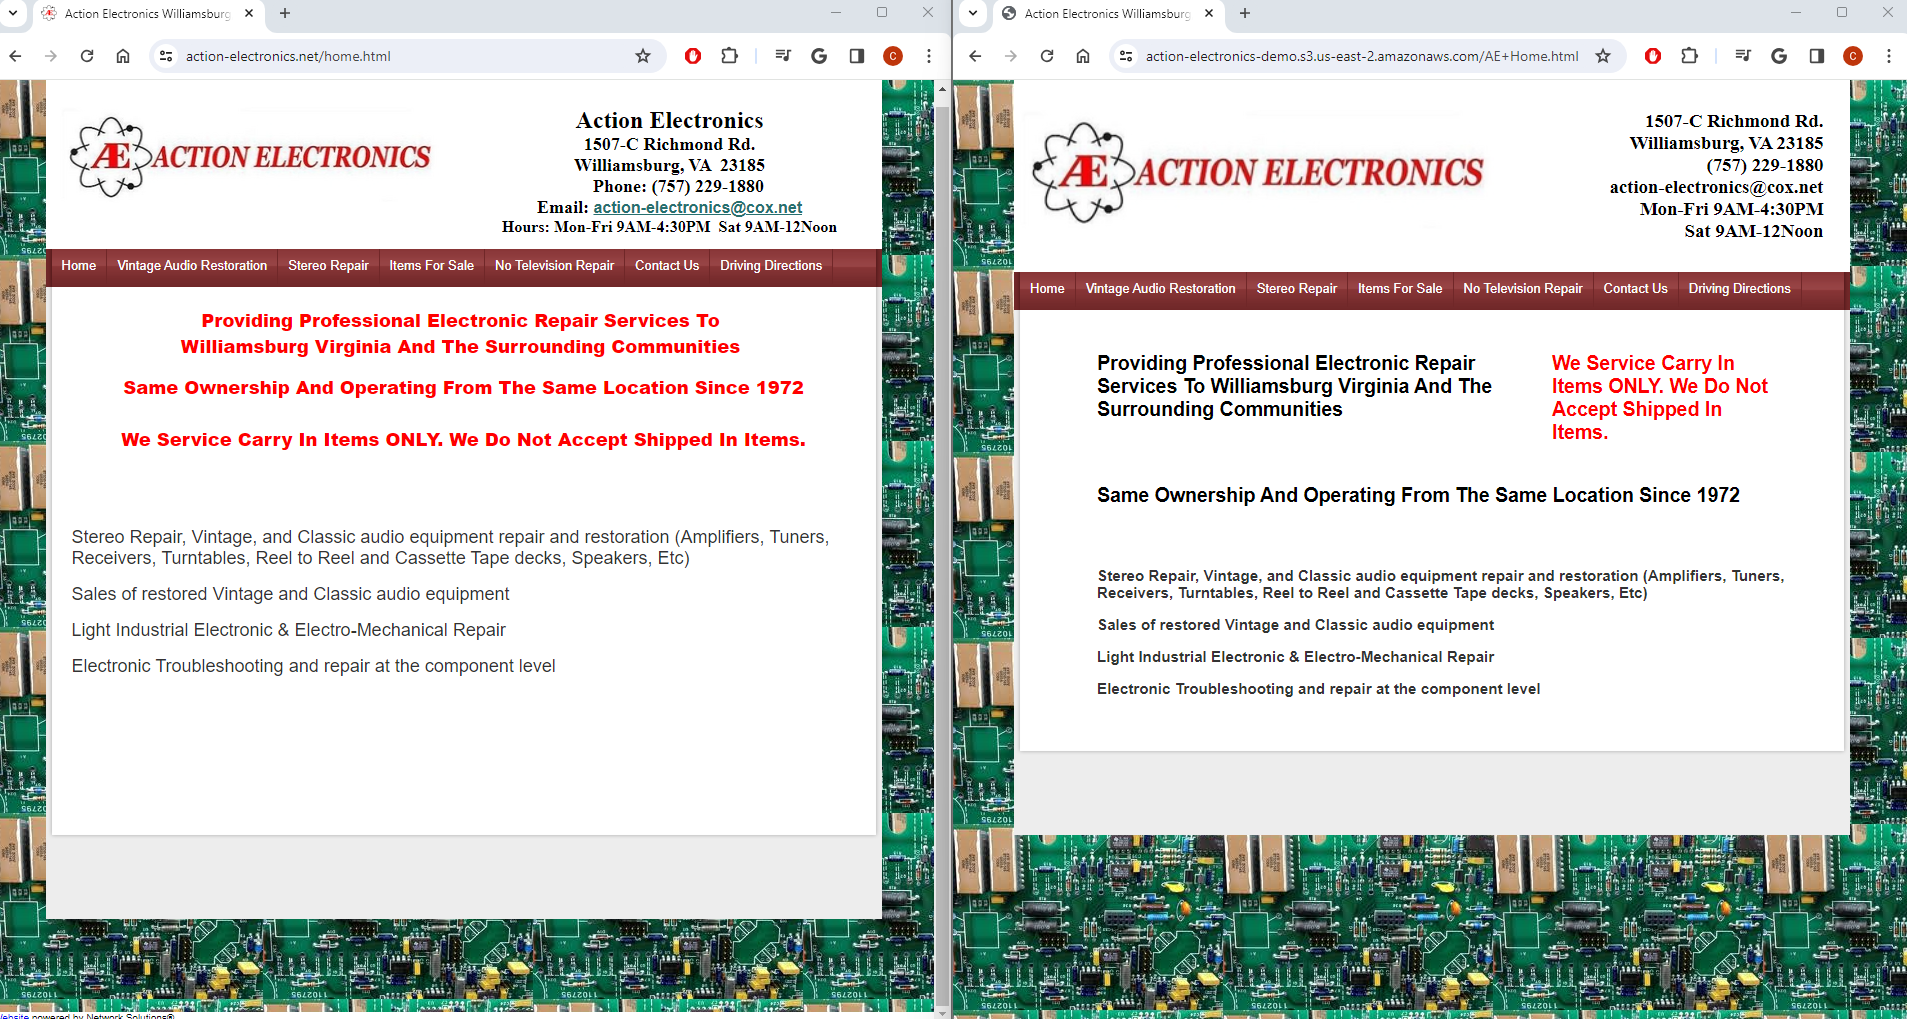 Action Electronics Williamsburg
action-electronics.net/home.html
C
AE ACTION ELECTRONICS
Action Electronics
1507-C Richmond Rd.
Williamsburg, VA  23185
Phone: (757) 229-1880
Email: action-electronics@cox.net
Hours: Mon-Fri 9AM-4:30PM  Sat 9AM-12Noon
Home Vintage Audio Restoration Stereo Repair Items For Sale No Television Repair Contact Us Driving Directions
Providing Professional Electronic Repair Services To
Williamsburg Virginia And The Surrounding Communities
Same Ownership And Operating From The Same Location Since 1972
We Service Carry In Items ONLY. We Do Not Accept Shipped In Items.
Stereo Repair, Vintage, and Classic audio equipment repair and restoration (Amplifiers, Tuners,
Receivers, Turntables, Reel to Reel and Cassette Tape decks, Speakers, Etc)
Sales of restored Vintage and Classic audio equipment
Light Industrial Electronic & Electro-Mechanical Repair
Electronic Troubleshooting and repair at the component level
powered by Network Solutions®
Action Electronics Williamsburg
action-electronics-demo.s3.us-east-2.amazonaws.com/AE+Home.html
C
AE ACTION ELECTRONICS
1507-C Richmond Rd.
Williamsburg, VA 23185
(757) 229-1880
action-electronics@cox.net
Mon-Fri 9AM-4:30PM
Sat 9AM-12Noon
Home Vintage Audio Restoration Stereo Repair Items For Sale No Television Repair Contact Us Driving Directions
Providing Professional Electronic Repair
Services To Williamsburg Virginia And The
Surrounding Communities
We Service Carry In
Items ONLY. We Do Not
Accept Shipped In
Items.
Same Ownership And Operating From The Same Location Since 1972
Stereo Repair, Vintage, and Classic audio equipment repair and restoration (Amplifiers, Tuners,
Receivers, Turntables, Reel to Reel and Cassette Tape decks, Speakers, Etc)
Sales of restored Vintage and Classic audio equipment
Light Industrial Electronic & Electro-Mechanical Repair
Electronic Troubleshooting and repair at the component level